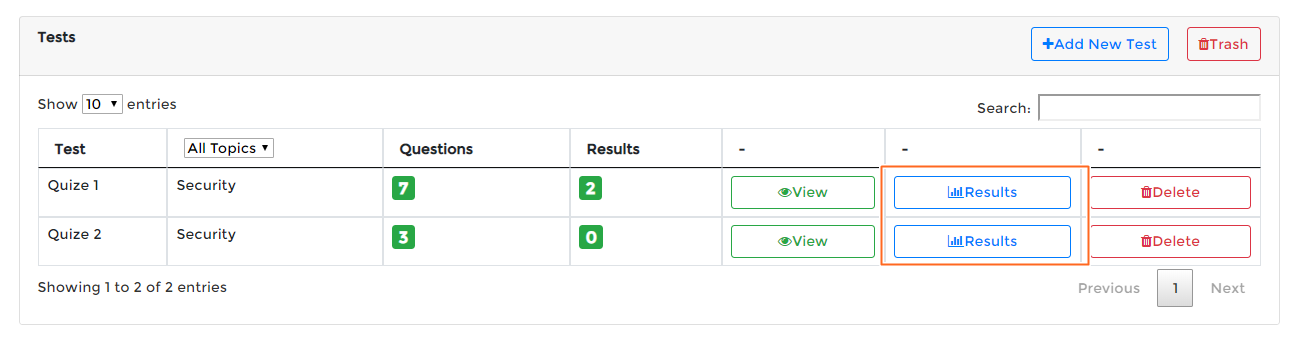 Tests Add New Test Trash
Show 10 entries Search:
Test All Topics Questions Results - - -
Quize 1 Security 7 2 View Results Delete
Quize 2 Security 3 0 View Results Delete
Showing 1 to 2 of 2 entries Previous 1 Next